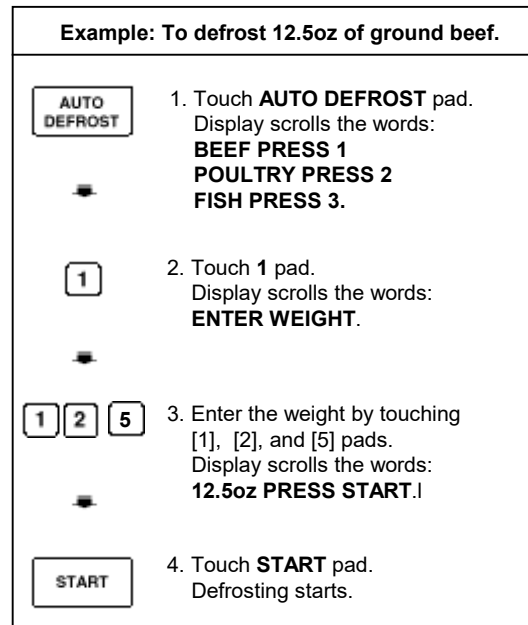 Example: To defrost 12.5oz of ground beef.
AUTO
DEFROST
1. Touch AUTO DEFROST pad.
Display scrolls the words:
BEEF PRESS 1
POULTRY PRESS 2
FISH PRESS 3.
1
2. Touch 1 pad.
Display scrolls the words:
ENTER WEIGHT.
1 2 5
3. Enter the weight by touching
[1], [2], and [5] pads.
Display scrolls the words:
12.5oz PRESS START.l
START
4. Touch START pad.
Defrosting starts.